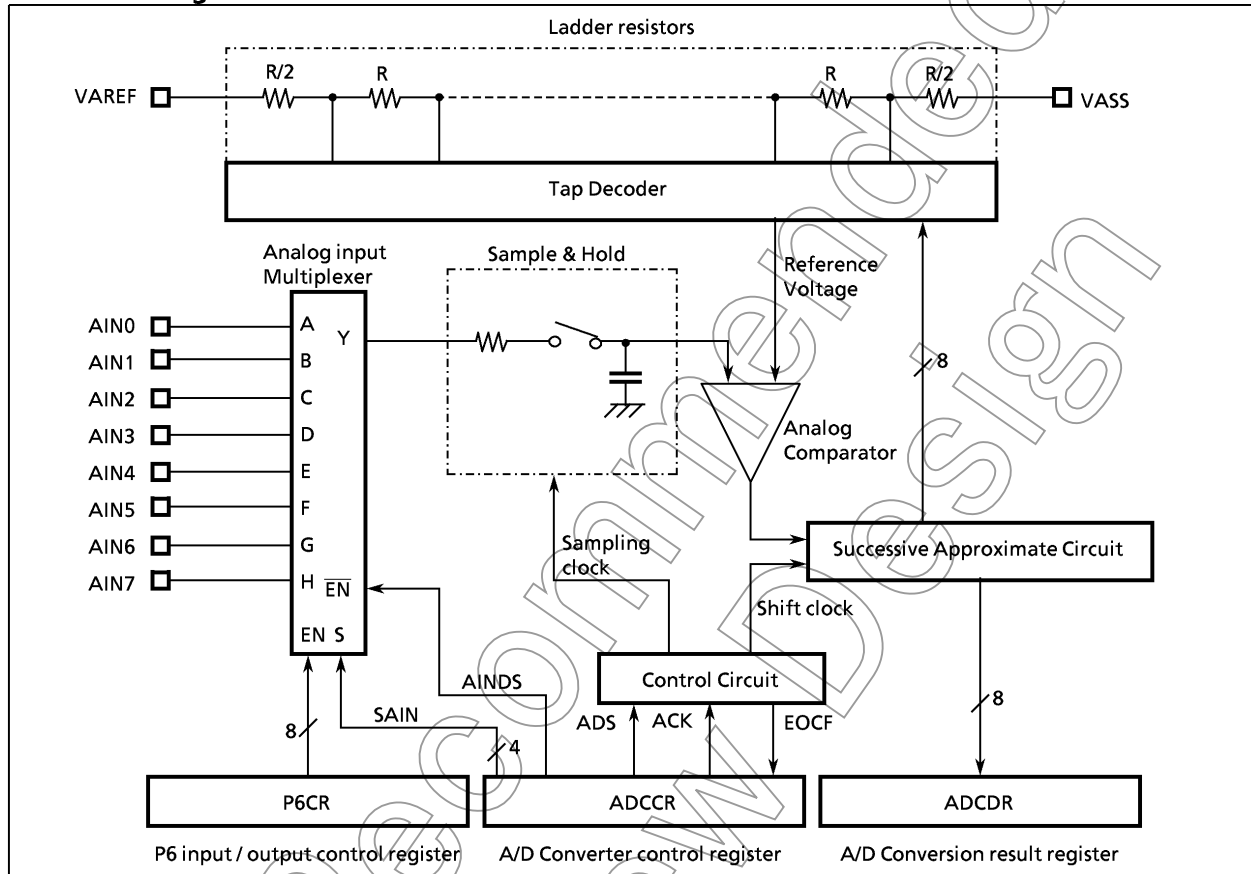 Ladder resistors
R/2
R
R
R/2
VAREF
VASS
Tap Decoder
Analog input
Multiplexer
Sample & Hold
Reference
Voltage
AIN0
AIN1
AIN2
AIN3
AIN4
AIN5
AIN6
AIN7
A
B
C
D
E
F
G
H
Y
EN
EN S
8
Analog
Comparator
Sampling
clock
Successive Approximate Circuit
Shift clock
Control Circuit
AINDS
SAIN
8
4
ADS
ACK
EOCF
8
P6CR
ADCCR
ADCDR
P6 input / output control register
A/D Converter control register
A/D Conversion result register